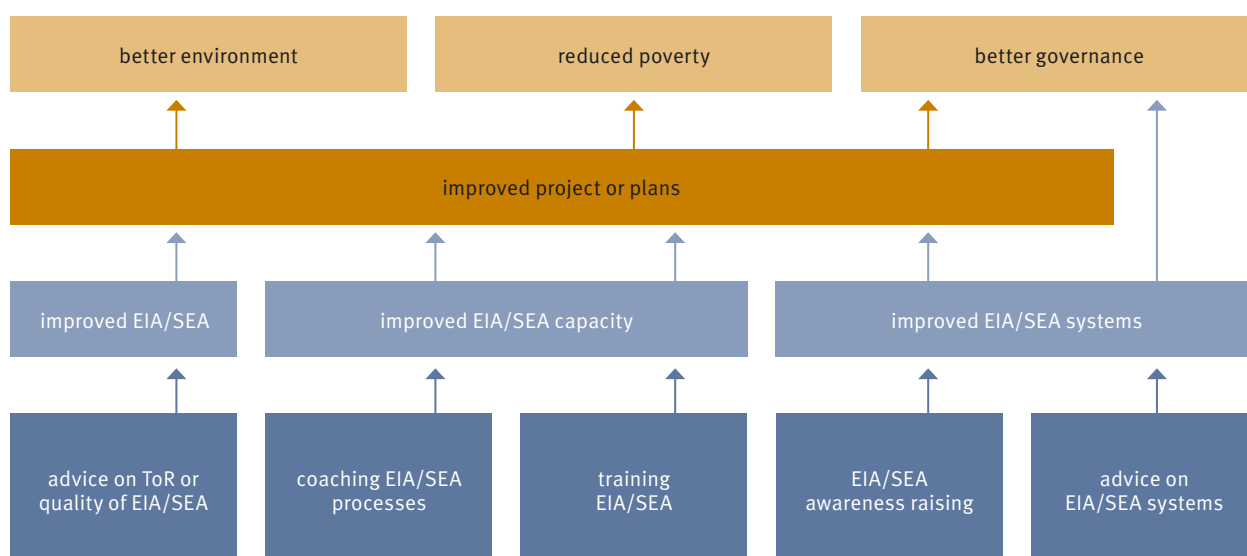 better environment
reduced poverty
better governance
improved project or plans
improved EIA/SEA
improved EIA/SEA capacity
improved EIA/SEA systems
advice on ToR or
quality of EIA/SEA
coaching EIA/SEA
processes
training
EIA/SEA
EIA/SEA
awareness raising
advice on
EIA/SEA systems